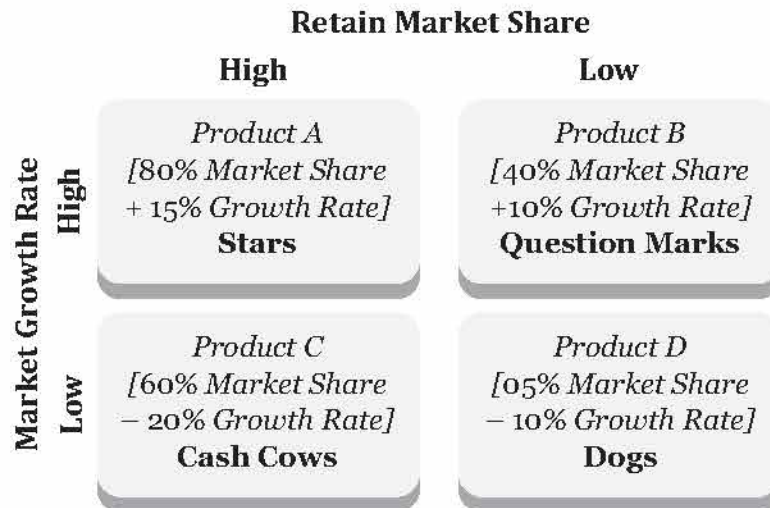 Retain Market Share
High Low
Market Growth Rate
High
Product A
[80% Market Share
+ 15% Growth Rate]
Stars
Product B
[40% Market Share
+10% Growth Rate]
Question Marks
Low
Product C
[60% Market Share
– 20% Growth Rate]
Cash Cows
Product D
[05% Market Share
– 10% Growth Rate]
Dogs